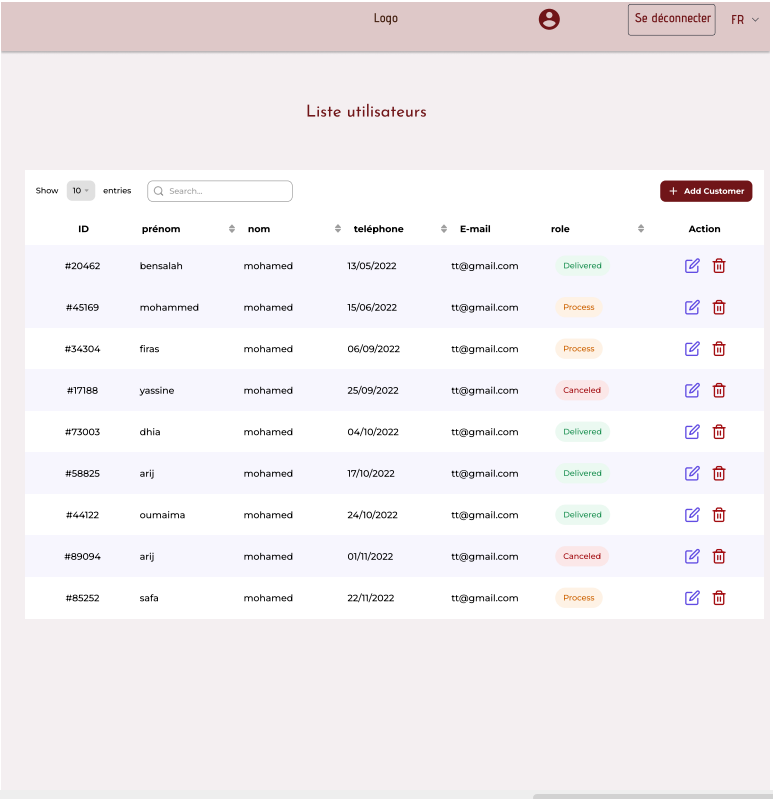 Logo Se déconnecter FR
Liste utilisateurs
Show 10 entries Search... + Add Customer
ID prénom nom teléphone E-mail role Action
#20462 bensalah mohamed 13/05/2022 tt@gmail.com Delivered
#45169 mohammed mohamed 15/06/2022 tt@gmail.com Process
#34304 firas mohamed 06/09/2022 tt@gmail.com Process
#17188 yassine mohamed 25/09/2022 tt@gmail.com Canceled
#73003 dhia mohamed 04/10/2022 tt@gmail.com Delivered
#58825 arij mohamed 17/10/2022 tt@gmail.com Delivered
#44122 oumaima mohamed 24/10/2022 tt@gmail.com Delivered
#89094 arij mohamed 01/11/2022 tt@gmail.com Canceled
#85252 safa mohamed 22/11/2022 tt@gmail.com Process